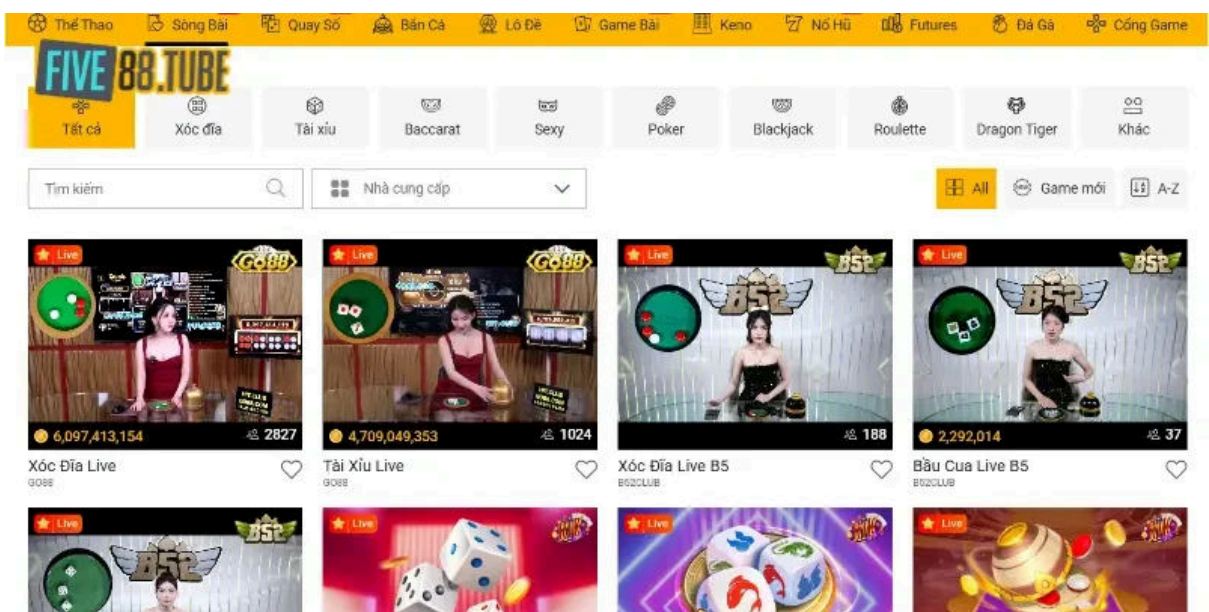 Thể Thao Sòng Bài Quay Số Bắn Cá Lô Đề Game Bài Keno Nổ Hũ Futures Đá Gà Cổng Game
FIVE 88.TUBE
Tất cả Xóc đĩa Tài xỉu Baccarat Sexy Poker Blackjack Roulette Dragon Tiger Khác
Tìm kiếm Nhà cung cấp All Game mới A-Z
Live GO88 Live GO88 Live B52 Live B52
B52 B52
6,097,413,154 2827 4,709,049,353 1024 188 2,292,014 37
Xóc Đĩa Live Tài Xỉu Live Xóc Đĩa Live B5 Bầu Cua Live B5
GO88 GO88 B52CLUB B52CLUB
Live B52 Live Live Live
B52